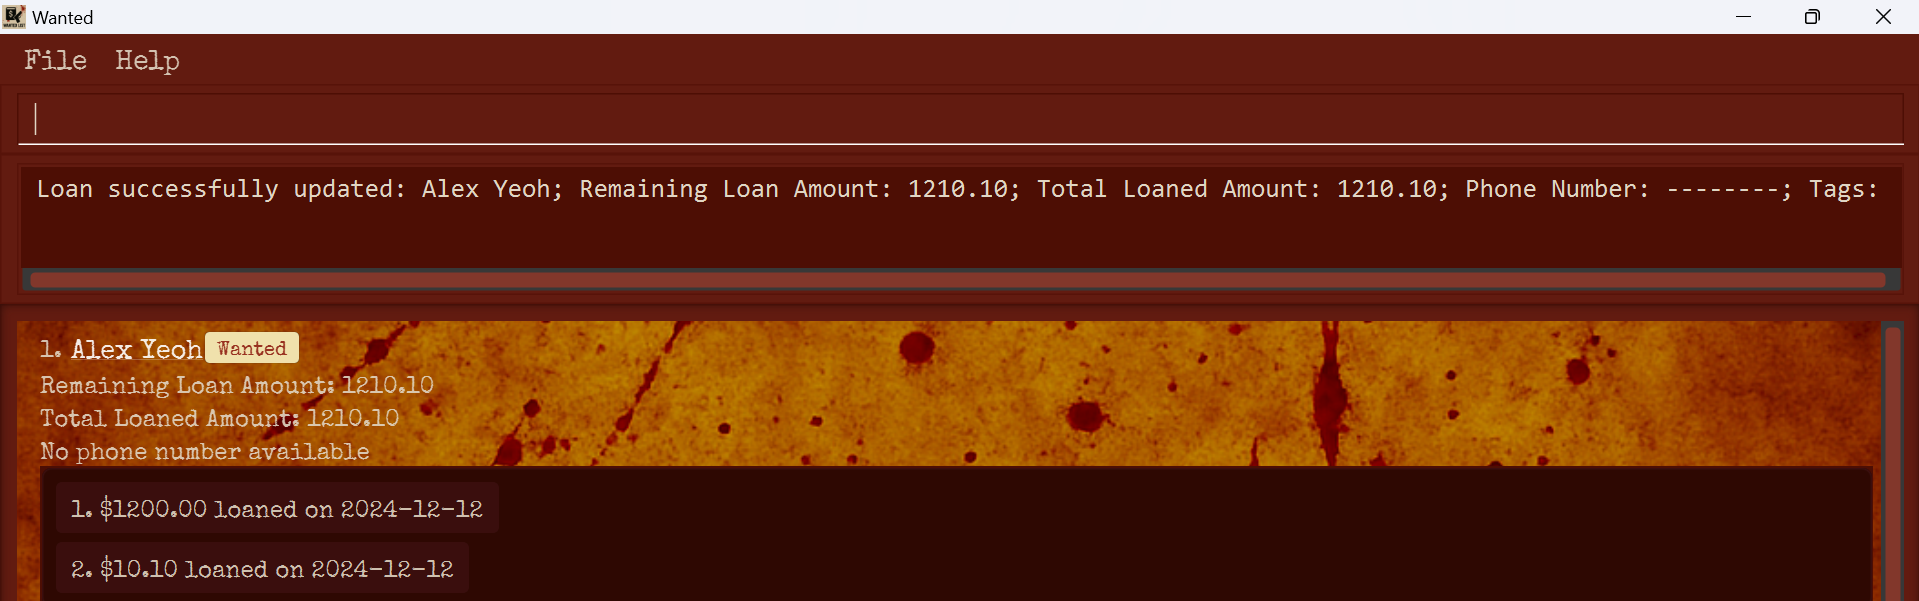 Wanted
File Help
Loan successfully updated: Alex Yeoh; Remaining Loan Amount: 1210.10; Total Loaned Amount: 1210.10; Phone Number: --------; Tags:
1. Alex Yeoh Wanted
Remaining Loan Amount: 1210.10
Total Loaned Amount: 1210.10
No phone number available
1. $1200.00 loaned on 2024-12-12
2. $10.10 loaned on 2024-12-12